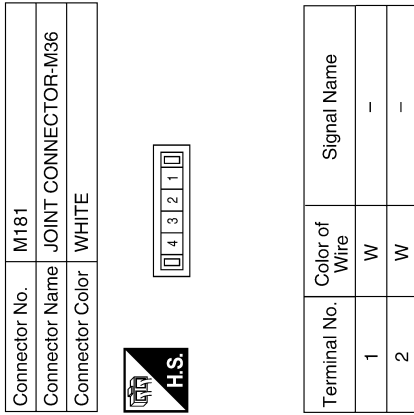 Connector No. M181
Connector Name JOINT CONNECTOR-M36
Connector Color WHITE
H.S.
4 3 2 1
Terminal No. Color of Wire Signal Name
1 W –
2 W –